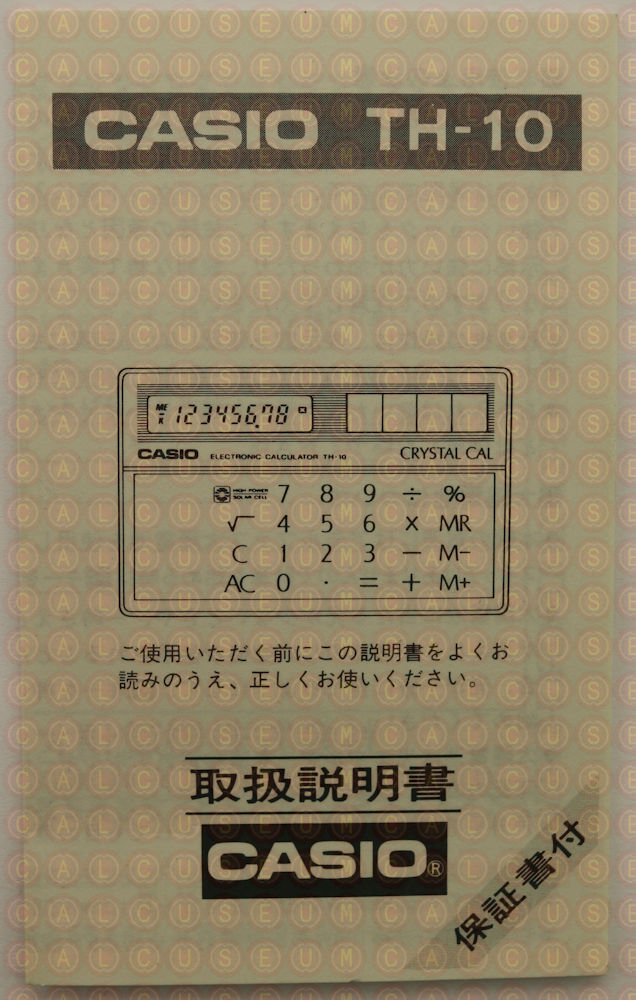 CASIO TH-10
ME
−
K
12345678
CASIO ELECTRONIC CALCULATOR TH-10 CRYSTAL CAL
HIGH POWER
SOLAR CELL
7 8 9 ÷ %
√ 4 5 6 × MR
C 1 2 3 − M−
AC 0 · = + M+
ご使用いただく前にこの説明書をよくお
読みのうえ、正しくお使いください。
取扱説明書
CASIO®
保証書付
CALCUSEUM